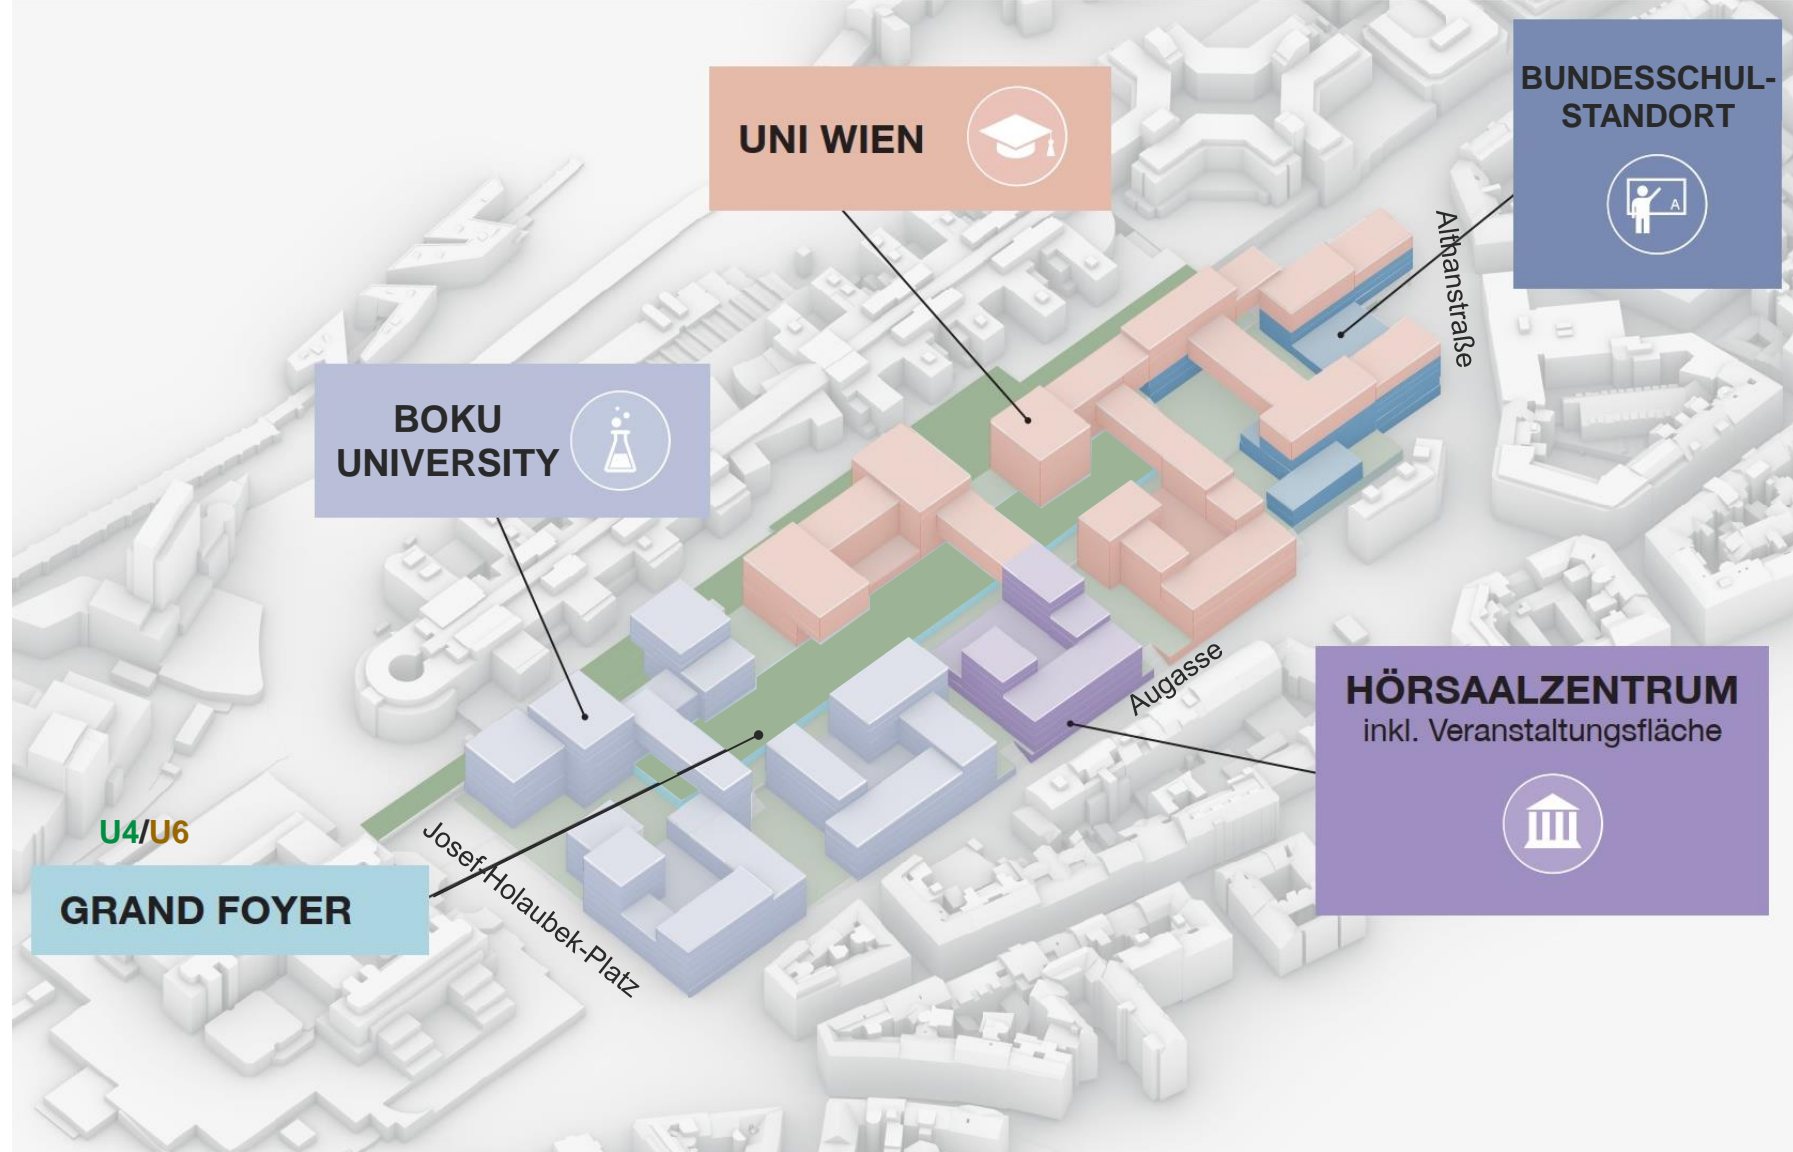 BUNDESSCHUL-
STANDORT
A
UNI WIEN
Althanstraße
BOKU
UNIVERSITY
Augasse
HÖRSAALZENTRUM
inkl. Veranstaltungsfläche
U4/U6
GRAND FOYER
Josef-Holaubek-Platz